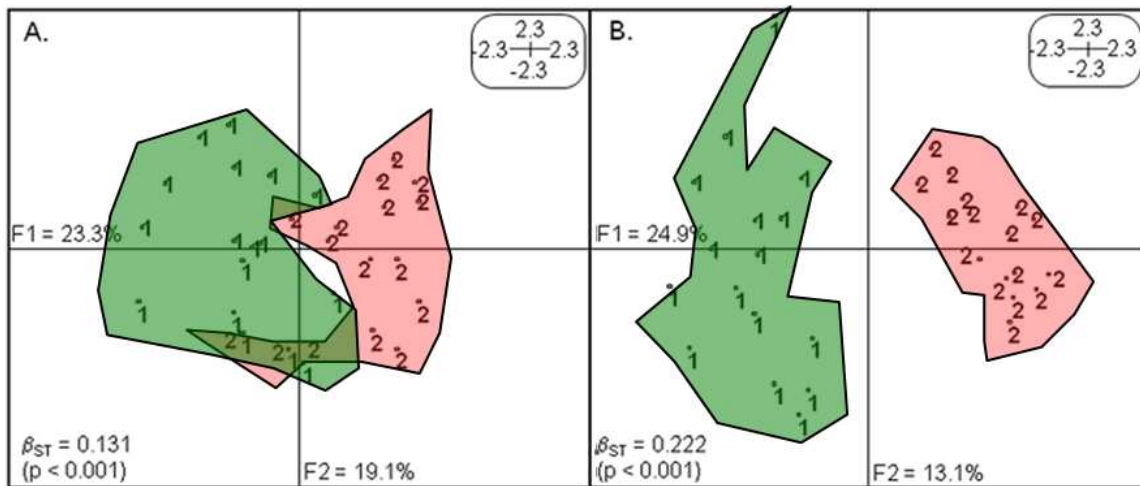 A.
2.3
-2.3 2.3
-2.3
F1 = 23.3%
βST = 0.131
(p < 0.001)
F2 = 19.1%
B.
2.3
-2.3 2.3
-2.3
F1 = 24.9%
βST = 0.222
(p < 0.001)
F2 = 13.1%